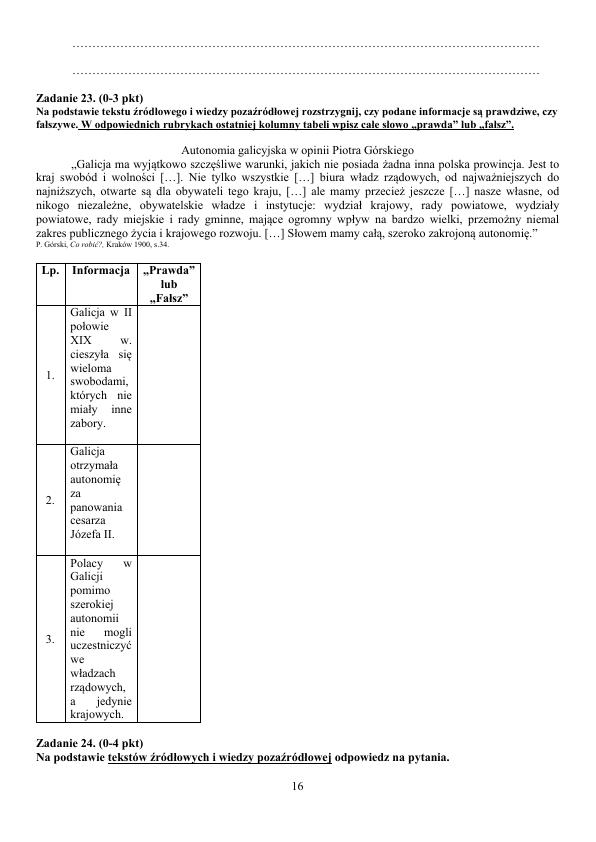 Zadanie 23. (0-3 pkt)
Na podstawie tekstu źródłowego i wiedzy pozaźródłowej rozstrzygnij, czy podane informacje są prawdziwe, czy
fałszywe. W odpowiednich rubrykach ostatniej kolumny tabeli wpisz całe słowo „prawda” lub „fałsz”.
Autonomia galicyjska w opinii Piotra Górskiego
„Galicja ma wyjątkowo szczęśliwe warunki, jakich nie posiada żadna inna polska prowincja. Jest to
kraj swobód i wolności […]. Nie tylko wszystkie […] biura władz rządowych, od najważniejszych do
najniższych, otwarte są dla obywateli tego kraju, […] ale mamy przecież jeszcze […] nasze własne, od
nikogo niezależne, obywatelskie władze i instytucje: wydział krajowy, rady powiatowe, wydziały
powiatowe, rady miejskie i rady gminne, mające ogromny wpływ na bardzo wielki, przemożny niemal
zakres publicznego życia i krajowego rozwoju. […] Słowem mamy całą, szeroko zakrojoną autonomię.”
P. Górski, Co robić?, Kraków 1900, s.34.
Lp. Informacja „Prawda”
lub
„Fałsz”
1.
Galicja w II
połowie
XIX w.
cieszyła się
wieloma
swobodami,
których nie
miały inne
zabory.
2.
Galicja
otrzymała
autonomię
za
panowania
cesarza
Józefa II.
3.
Polacy w
Galicji
pomimo
szerokiej
autonomii
nie mogli
uczestniczyć
we
władzach
rządowych,
a jedynie
krajowych.
Zadanie 24. (0-4 pkt)
Na podstawie tekstów źródłowych i wiedzy pozaźródłowej odpowiedz na pytania.
16